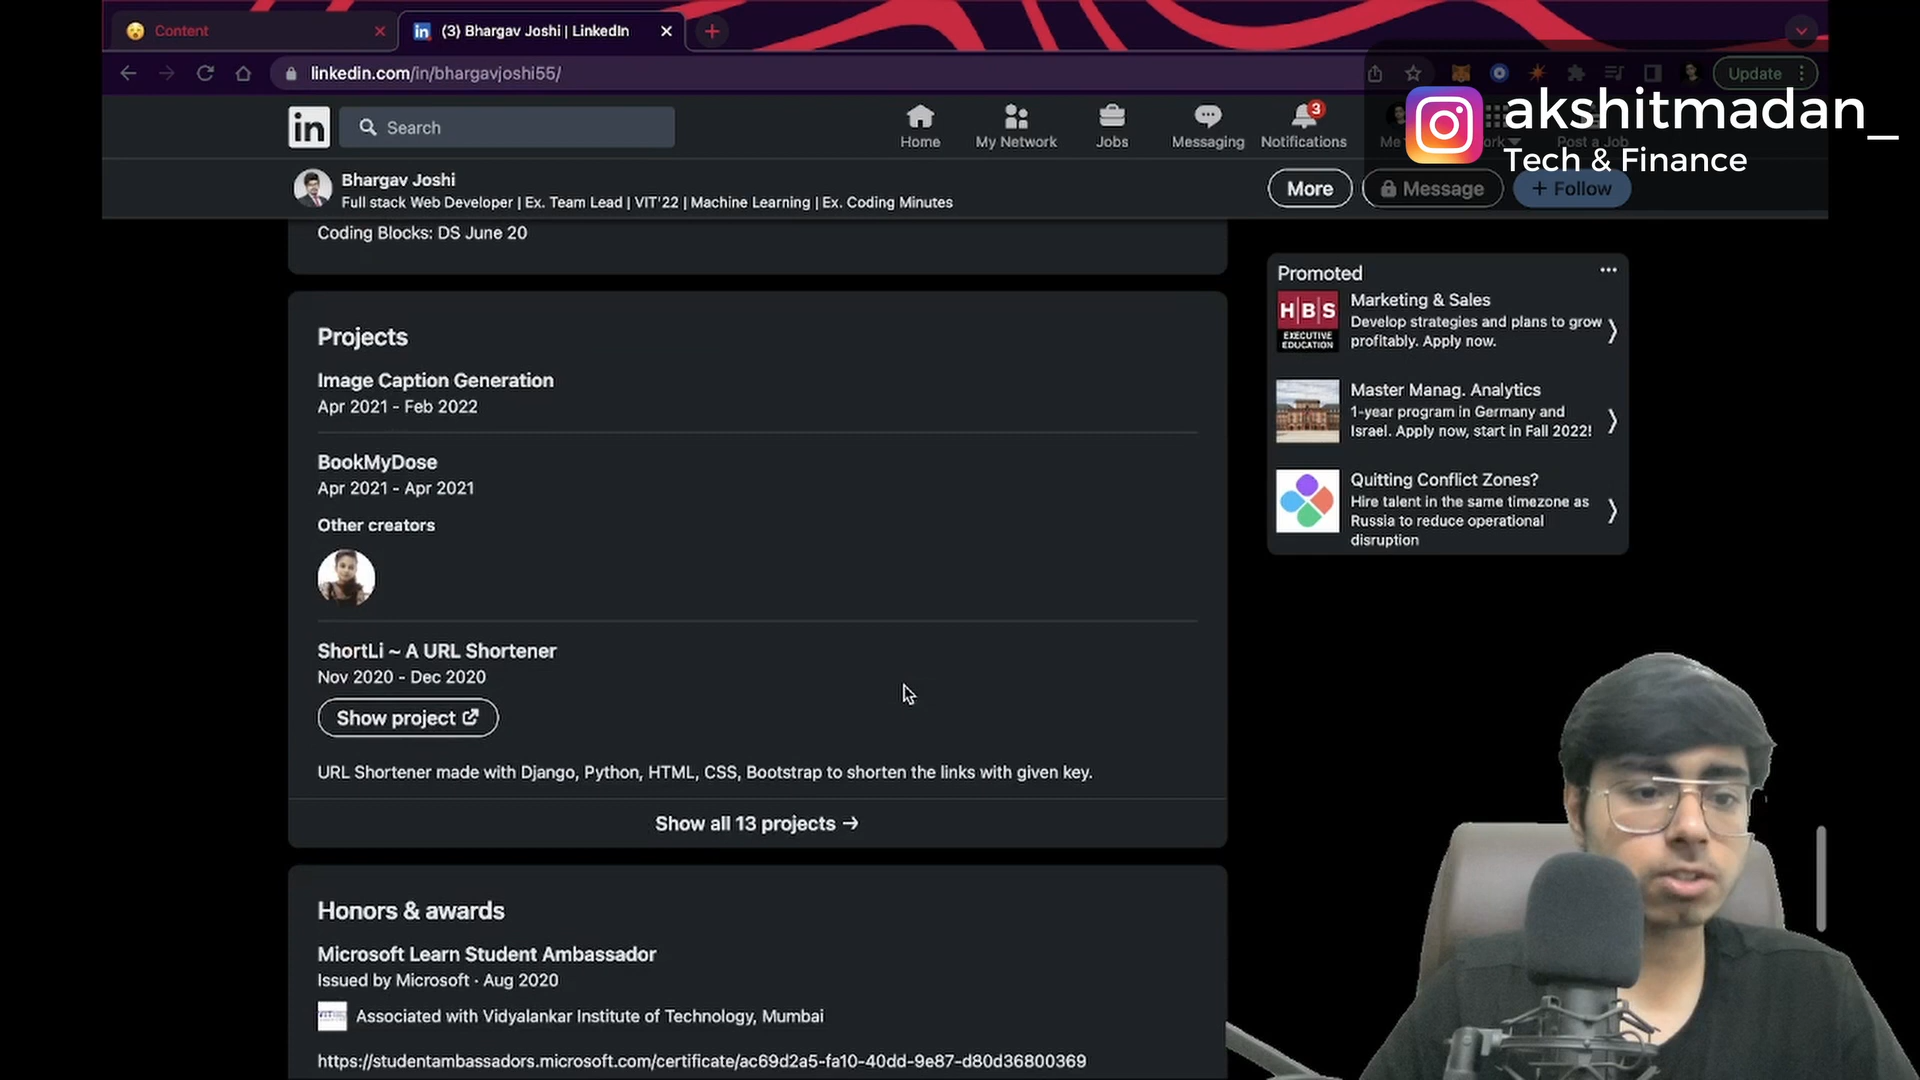 Content
(3) Bhargav Joshi | LinkedIn
linkedin.com/in/bhargavjoshi55/
Update
in
Search
Home
My Network
Jobs
Messaging
3
Notifications
Me
Post a Job
akshitmadan_
Tech & Finance
Bhargav Joshi
Full stack Web Developer | Ex. Team Lead | VIT'22 | Machine Learning | Ex. Coding Minutes
More
Message
+ Follow
Coding Blocks: DS June 20
Projects
Image Caption Generation
Apr 2021 - Feb 2022
BookMyDose
Apr 2021 - Apr 2021
Other creators
ShortLi ~ A URL Shortener
Nov 2020 - Dec 2020
Show project
URL Shortener made with Django, Python, HTML, CSS, Bootstrap to shorten the links with given key.
Show all 13 projects →
Honors & awards
Microsoft Learn Student Ambassador
Issued by Microsoft · Aug 2020
Associated with Vidyalankar Institute of Technology, Mumbai
https://studentambassadors.microsoft.com/certificate/ac69d2a5-fa10-40dd-9e87-d80d36800369
Promoted
H|B|S
EXECUTIVE
EDUCATION
Marketing & Sales
Develop strategies and plans to grow
profitably. Apply now.
Master Manag. Analytics
1-year program in Germany and
Israel. Apply now, start in Fall 2022!
Quitting Conflict Zones?
Hire talent in the same timezone as
Russia to reduce operational
disruption